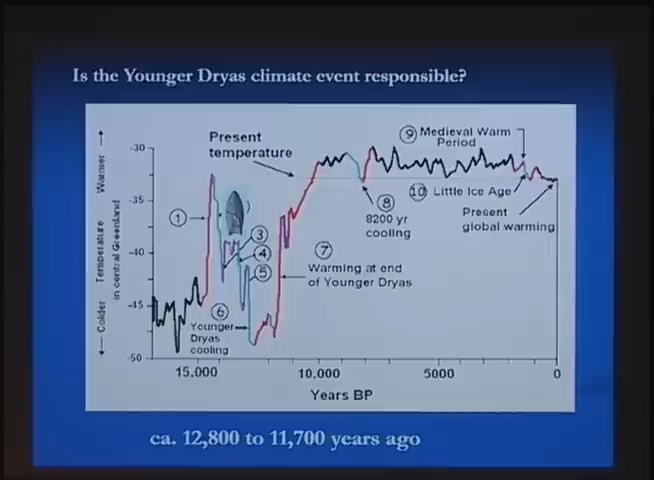 Is the Younger Dryas climate event responsible?
Warmer
Temperature
in central Greenland
Colder
-30
-35
-40
-45
-50
Present
temperature
9 Medieval Warm
Period
10 Little Ice Age
8
8200 yr
cooling
Present
global warming
1
3
4
5
7
Warming at end
of Younger Dryas
6
Younger
Dryas
cooling
15,000
10,000
5000
0
Years BP
ca. 12,800 to 11,700 years ago